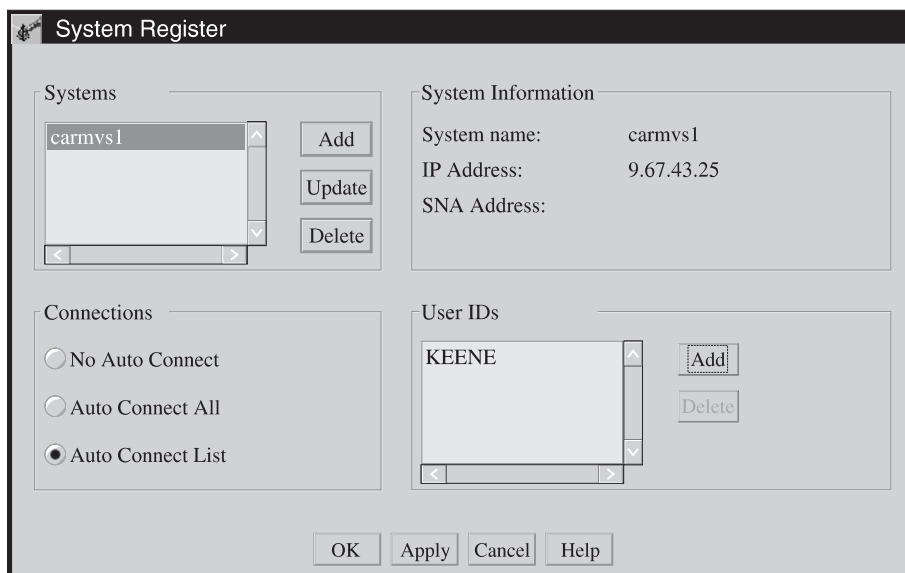 System Register
Systems
carmvs1
Add
Update
Delete
System Information
System name: carmvs1
IP Address: 9.67.43.25
SNA Address:
Connections
No Auto Connect
Auto Connect All
Auto Connect List
User IDs
KEENE
Add
Delete
OK Apply Cancel Help